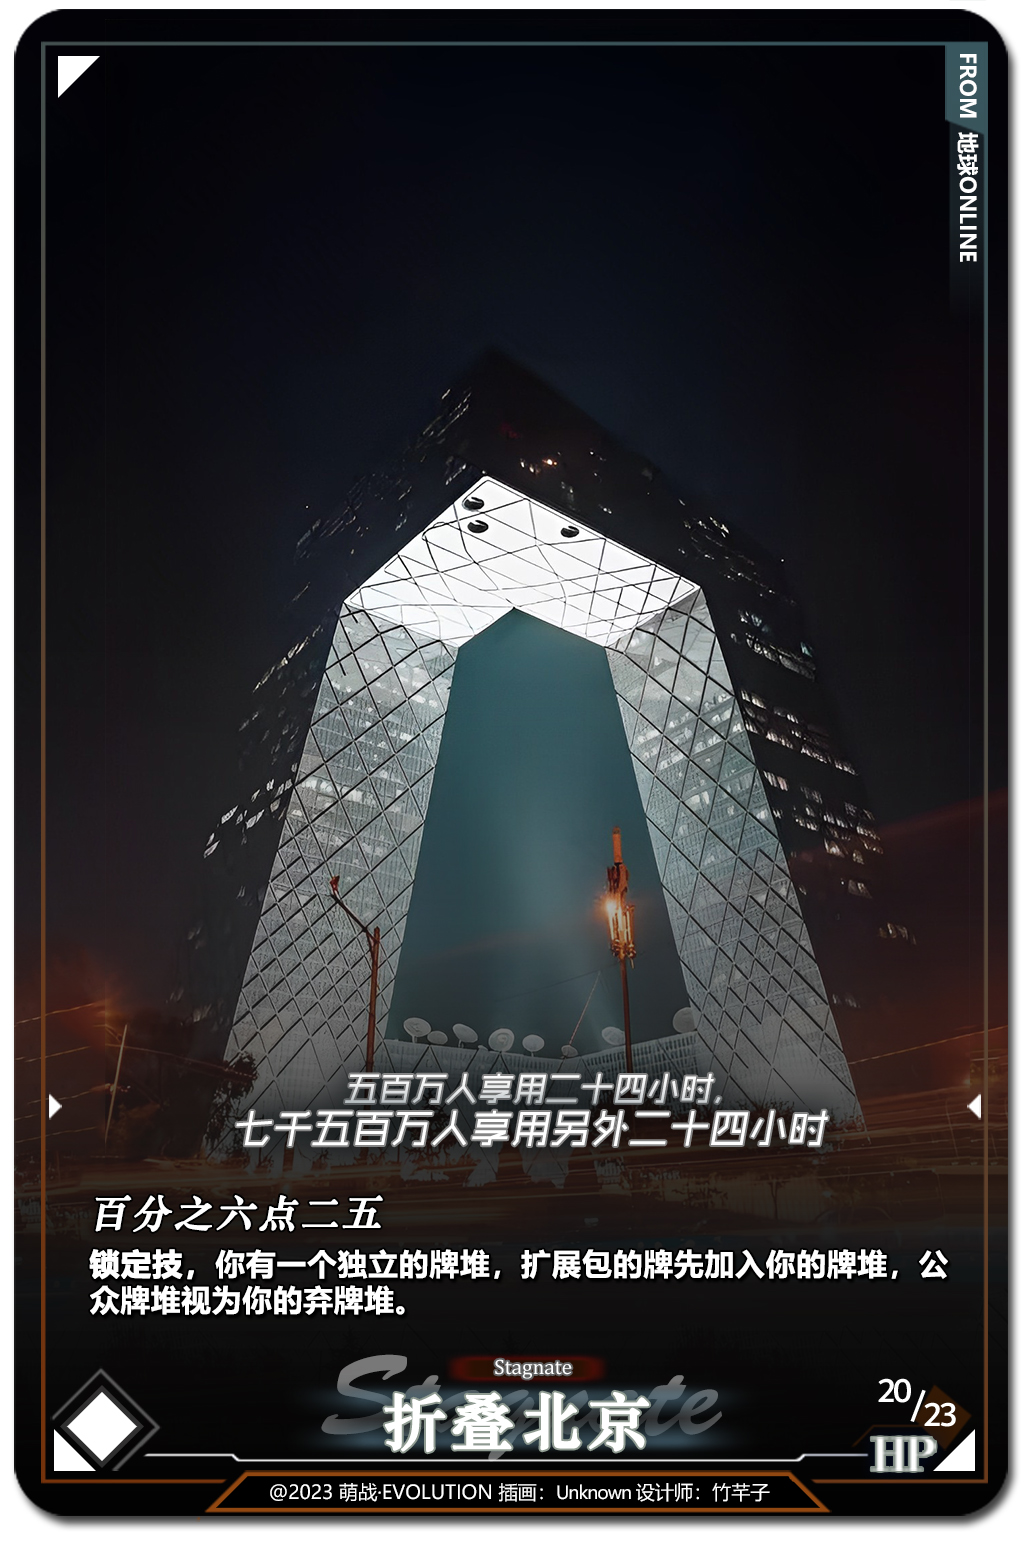 FROM 地球ONLINE
五百万人享用二十四小时,
七千五百万人享用另外二十四小时
百分之六点二五
锁定技，你有一个独立的牌堆，扩展包的牌先加入你的牌堆，公
众牌堆视为你的弃牌堆。
Stagnate
Stagnate
折叠北京
20/23
HP
@2023 萌战·EVOLUTION 插画：Unknown 设计师：竹芊子